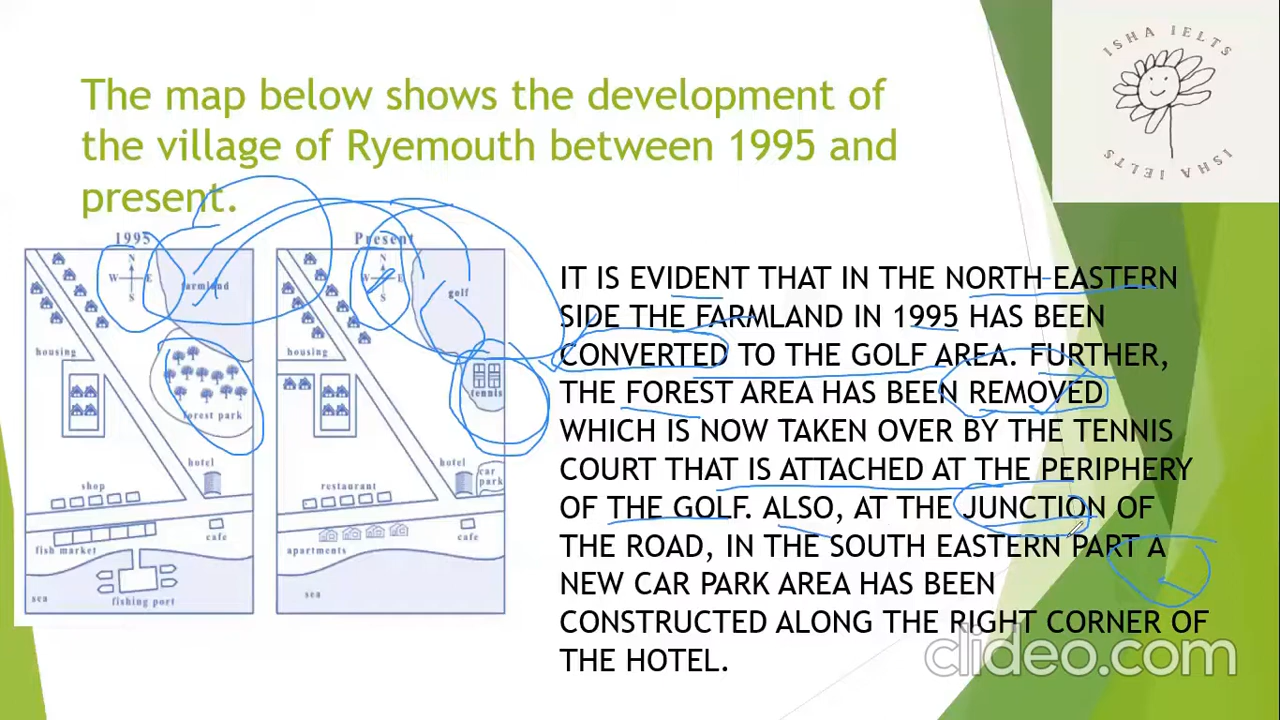 The map below shows the development of
the village of Ryemouth between 1995 and
present.
ISHA IELTS
ISHA IELTS
1995
N
W E
S
farmland
housing
forest park
hotel
shop
cafe
fish market
sea
fishing port
Present
N
W E
S
golf
housing
tennis
hotel
car
park
restaurant
cafe
apartments
sea
IT IS EVIDENT THAT IN THE NORTH-EASTERN
SIDE THE FARMLAND IN 1995 HAS BEEN
CONVERTED TO THE GOLF AREA. FURTHER,
THE FOREST AREA HAS BEEN REMOVED
WHICH IS NOW TAKEN OVER BY THE TENNIS
COURT THAT IS ATTACHED AT THE PERIPHERY
OF THE GOLF. ALSO, AT THE JUNCTION OF
THE ROAD, IN THE SOUTH EASTERN PART A
NEW CAR PARK AREA HAS BEEN
CONSTRUCTED ALONG THE RIGHT CORNER OF
THE HOTEL.
clideo.com